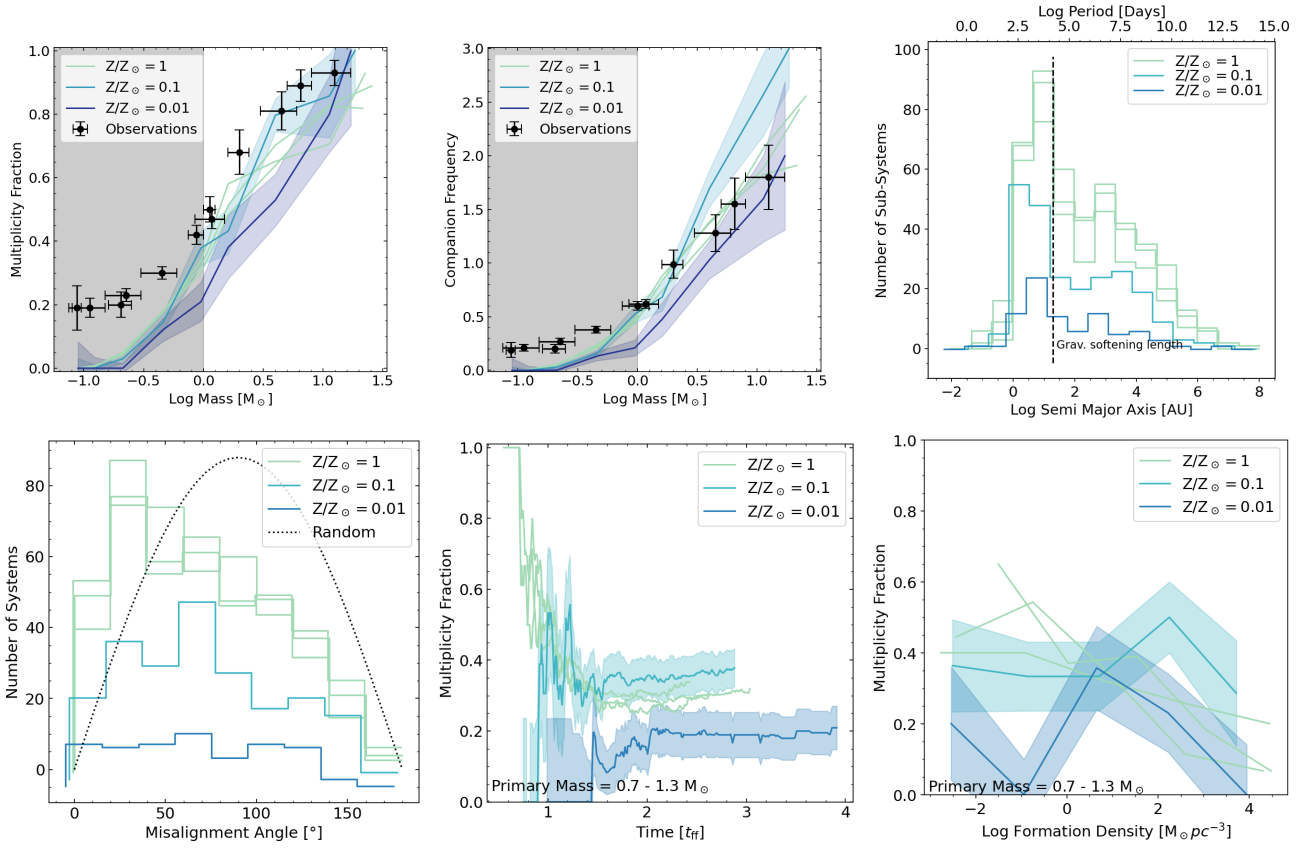 Log Period [Days]
0.0 2.5 5.0 7.5 10.0 12.5 15.0
Multiplicity Fraction
1.0
0.8
0.6
0.4
0.2
0.0
Z/Z⊙ = 1
Z/Z⊙ = 0.1
Z/Z⊙ = 0.01
Observations
−1.0 −0.5 0.0 0.5 1.0 1.5
Log Mass [M⊙]
Companion Frequency
3.0
2.5
2.0
1.5
1.0
0.5
0.0
Z/Z⊙ = 1
Z/Z⊙ = 0.1
Z/Z⊙ = 0.01
Observations
−1.0 −0.5 0.0 0.5 1.0 1.5
Log Mass [M⊙]
Number of Sub-Systems
100
80
60
40
20
0
Z/Z⊙ = 1
Z/Z⊙ = 0.1
Z/Z⊙ = 0.01
Grav. softening length
−2 0 2 4 6 8
Log Semi Major Axis [AU]
Number of Systems
80
60
40
20
0
Z/Z⊙ = 1
Z/Z⊙ = 0.1
Z/Z⊙ = 0.01
Random
0 50 100 150
Misalignment Angle [°]
Multiplicity Fraction
1.0
0.8
0.6
0.4
0.2
0.0
Z/Z⊙ = 1
Z/Z⊙ = 0.1
Z/Z⊙ = 0.01
Primary Mass = 0.7 - 1.3 M⊙
1 2 3 4
Time [tff]
Multiplicity Fraction
1.0
0.8
0.6
0.4
0.2
0.0
Z/Z⊙ = 1
Z/Z⊙ = 0.1
Z/Z⊙ = 0.01
Primary Mass = 0.7 - 1.3 M⊙
−2 0 2 4
Log Formation Density [M⊙pc−3]